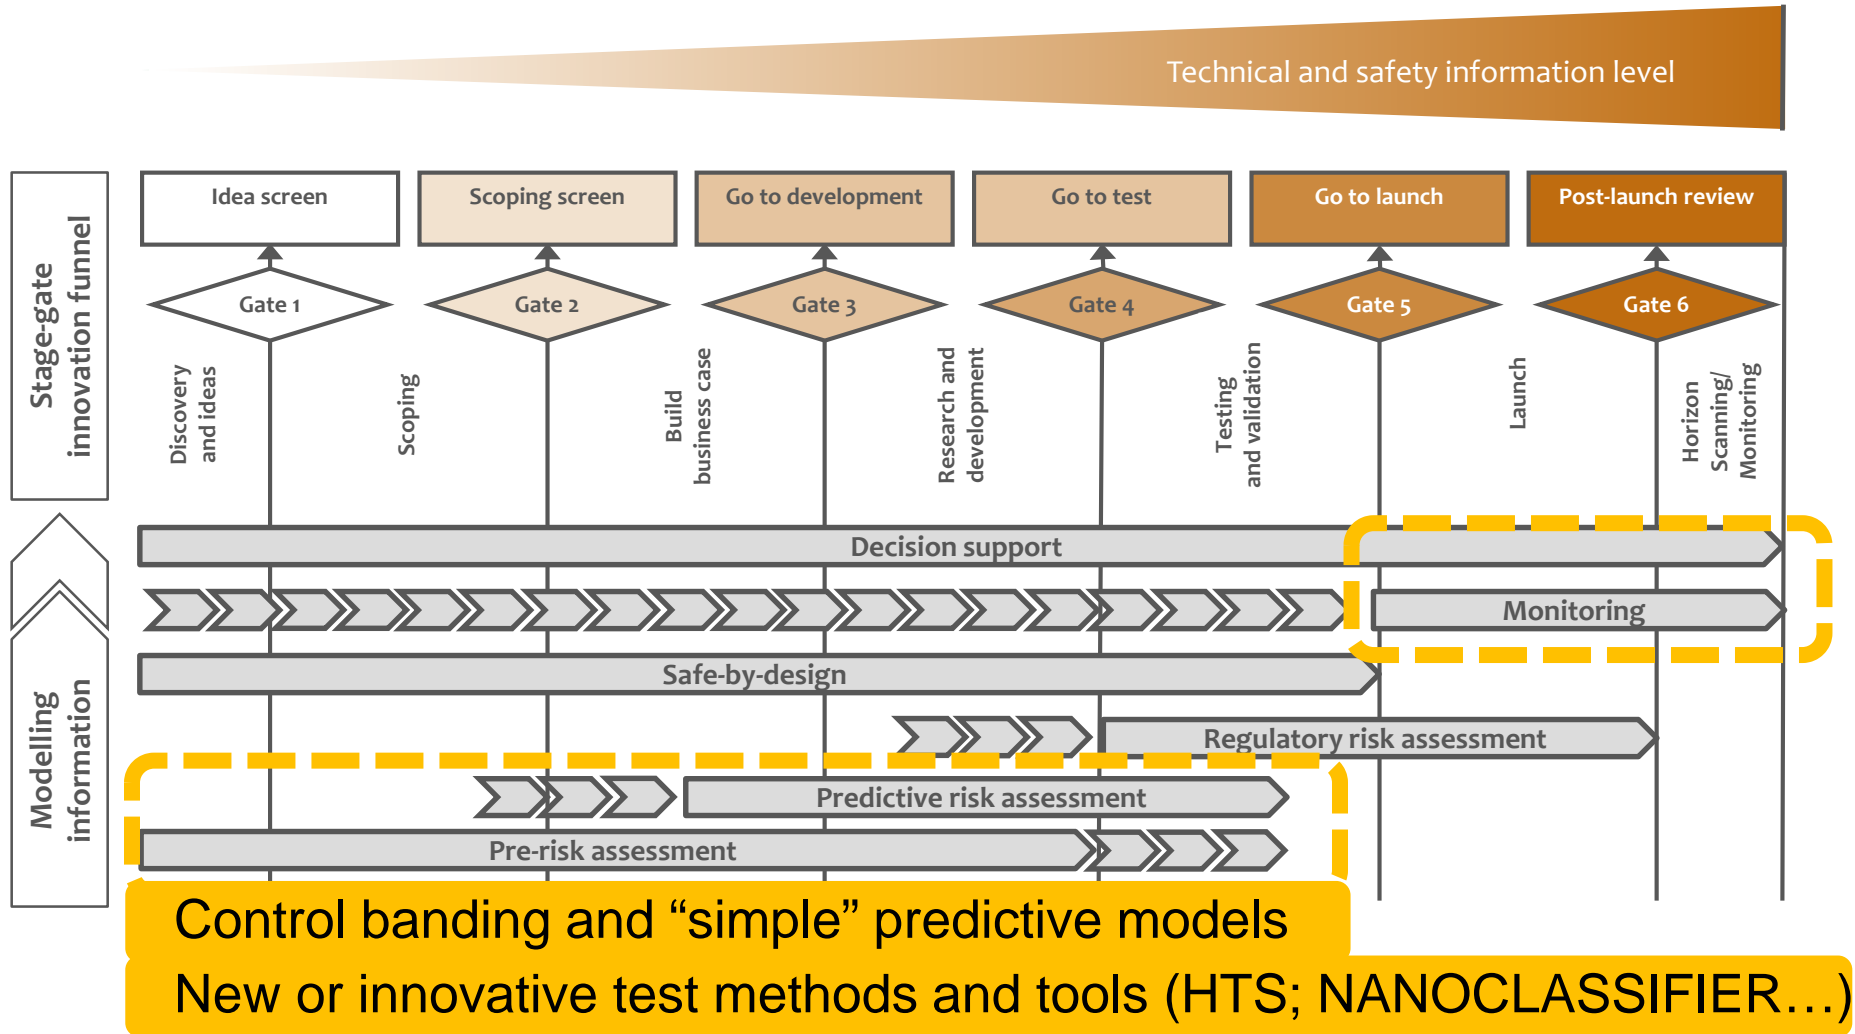 Technical and safety information level
Stage-gate
innovation funnel
Idea screen
Scoping screen
Go to development
Go to test
Go to launch
Post-launch review
Gate 1
Gate 2
Gate 3
Gate 4
Gate 5
Gate 6
Discovery
and ideas
Scoping
Build
business case
Research and
development
Testing
and validation
Launch
Horizon
Scanning/
Monitoring
Modelling
information
Decision support
Monitoring
Safe-by-design
Regulatory risk assessment
Predictive risk assessment
Pre-risk assessment
Control banding and “simple” predictive models
New or innovative test methods and tools (HTS; NANOCLASSIFIER…)